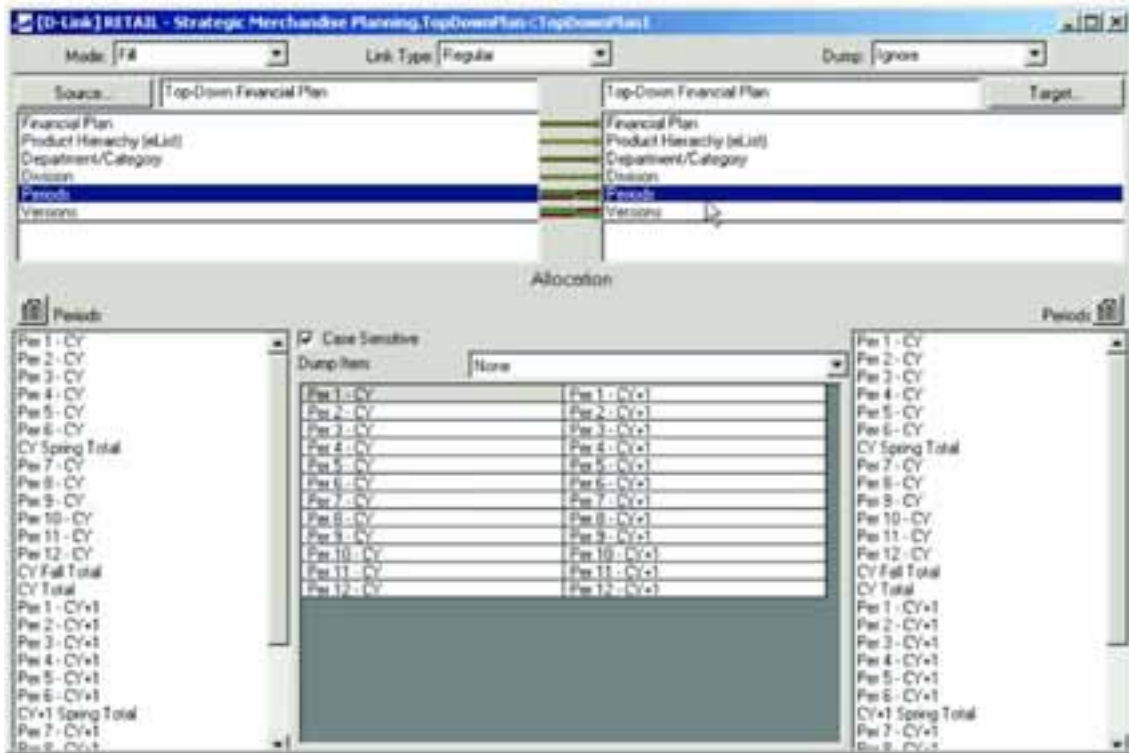 [D-Link] RETAIL - Strategic Merchandise Planning.TopDownPlan<TopDownPlan1
Mode: Fill Link Type: Regular Dump: Ignore
Source... Top-Down Financial Plan Top-Down Financial Plan Target...
Financial Plan Financial Plan
Product Hierarchy (eList) Product Hierarchy (eList)
Department/Category Department/Category
Division Division
Periods Periods
Versions Versions
Allocation
Periods Periods
Case Sensitive
Dump Item: None
Per 1 - CY
Per 2 - CY
Per 3 - CY
Per 4 - CY
Per 5 - CY
Per 6 - CY
CY Spring Total
Per 7 - CY
Per 8 - CY
Per 9 - CY
Per 10 - CY
Per 11 - CY
Per 12 - CY
CY Fall Total
CY Total
Per 1 - CY+1
Per 2 - CY+1
Per 3 - CY+1
Per 4 - CY+1
Per 5 - CY+1
Per 6 - CY+1
CY+1 Spring Total
Per 7 - CY+1
Per 8 - CY+1
Per 1 - CY Per 1 - CY+1
Per 2 - CY Per 2 - CY+1
Per 3 - CY Per 3 - CY+1
Per 4 - CY Per 4 - CY+1
Per 5 - CY Per 5 - CY+1
Per 6 - CY Per 6 - CY+1
Per 7 - CY Per 7 - CY+1
Per 8 - CY Per 8 - CY+1
Per 9 - CY Per 9 - CY+1
Per 10 - CY Per 10 - CY+1
Per 11 - CY Per 11 - CY+1
Per 12 - CY Per 12 - CY+1
Per 1 - CY
Per 2 - CY
Per 3 - CY
Per 4 - CY
Per 5 - CY
Per 6 - CY
CY Spring Total
Per 7 - CY
Per 8 - CY
Per 9 - CY
Per 10 - CY
Per 11 - CY
Per 12 - CY
CY Fall Total
CY Total
Per 1 - CY+1
Per 2 - CY+1
Per 3 - CY+1
Per 4 - CY+1
Per 5 - CY+1
Per 6 - CY+1
CY+1 Spring Total
Per 7 - CY+1
Per 8 - CY+1